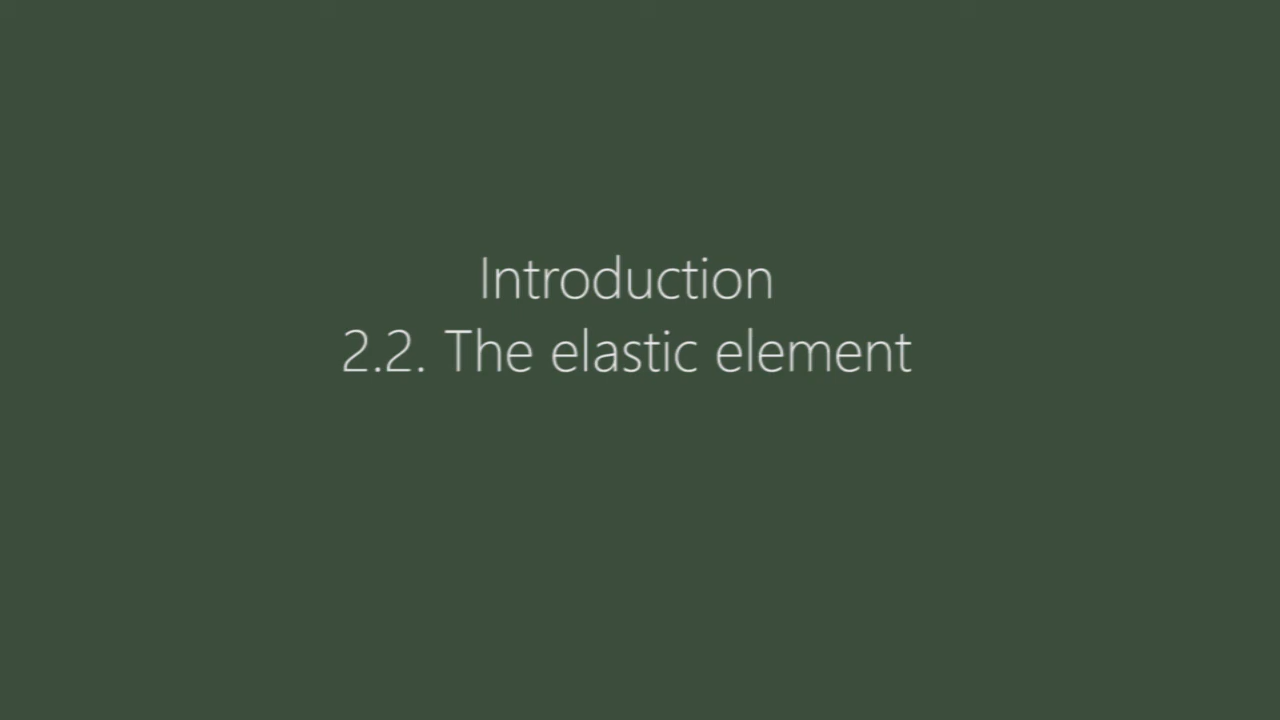 Introduction
2.2. The elastic element